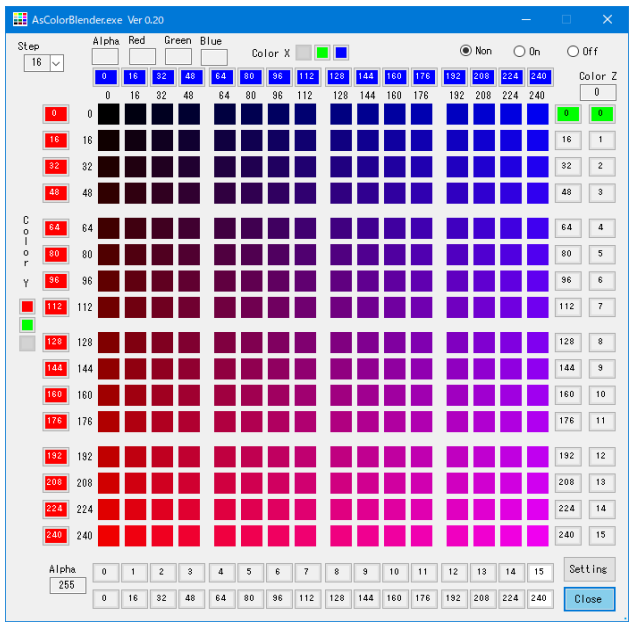 AsColorBlender.exe Ver 0.20
Step Alpha Red Green Blue Color X Non On Off
16
0 16 32 48 64 80 96 112 128 144 160 176 192 208 224 240 Color Z
0 16 32 48 64 80 96 112 128 144 160 176 192 208 224 240 0
0 0 0 0
16 16 16 1
32 32 32 2
48 48 48 3
Color Y
64 64 64 4
80 80 80 5
96 96 96 6
112 112 112 7
128 128 128 8
144 144 144 9
160 160 160 10
176 176 176 11
192 192 192 12
208 208 208 13
224 224 224 14
240 240 240 15
Alpha 0 1 2 3 4 5 6 7 8 9 10 11 12 13 14 15 Setting
255
0 16 32 48 64 80 96 112 128 144 160 176 192 208 224 240 Close